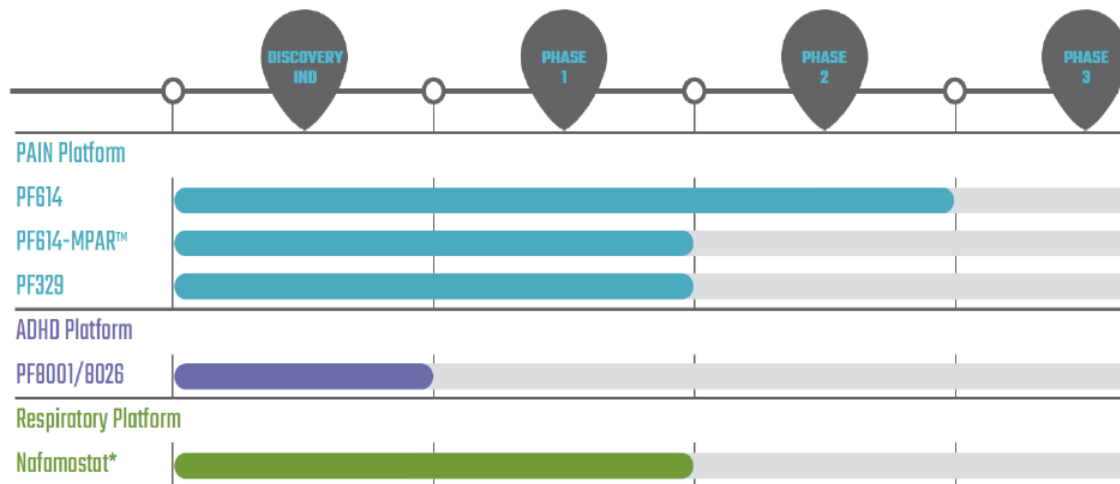 DISCOVERY
IND
PHASE
1
PHASE
2
PHASE
3
PAIN Platform
PF614
PF614-MPAR™
PF329
ADHD Platform
PF8001/8026
Respiratory Platform
Nafamostat*